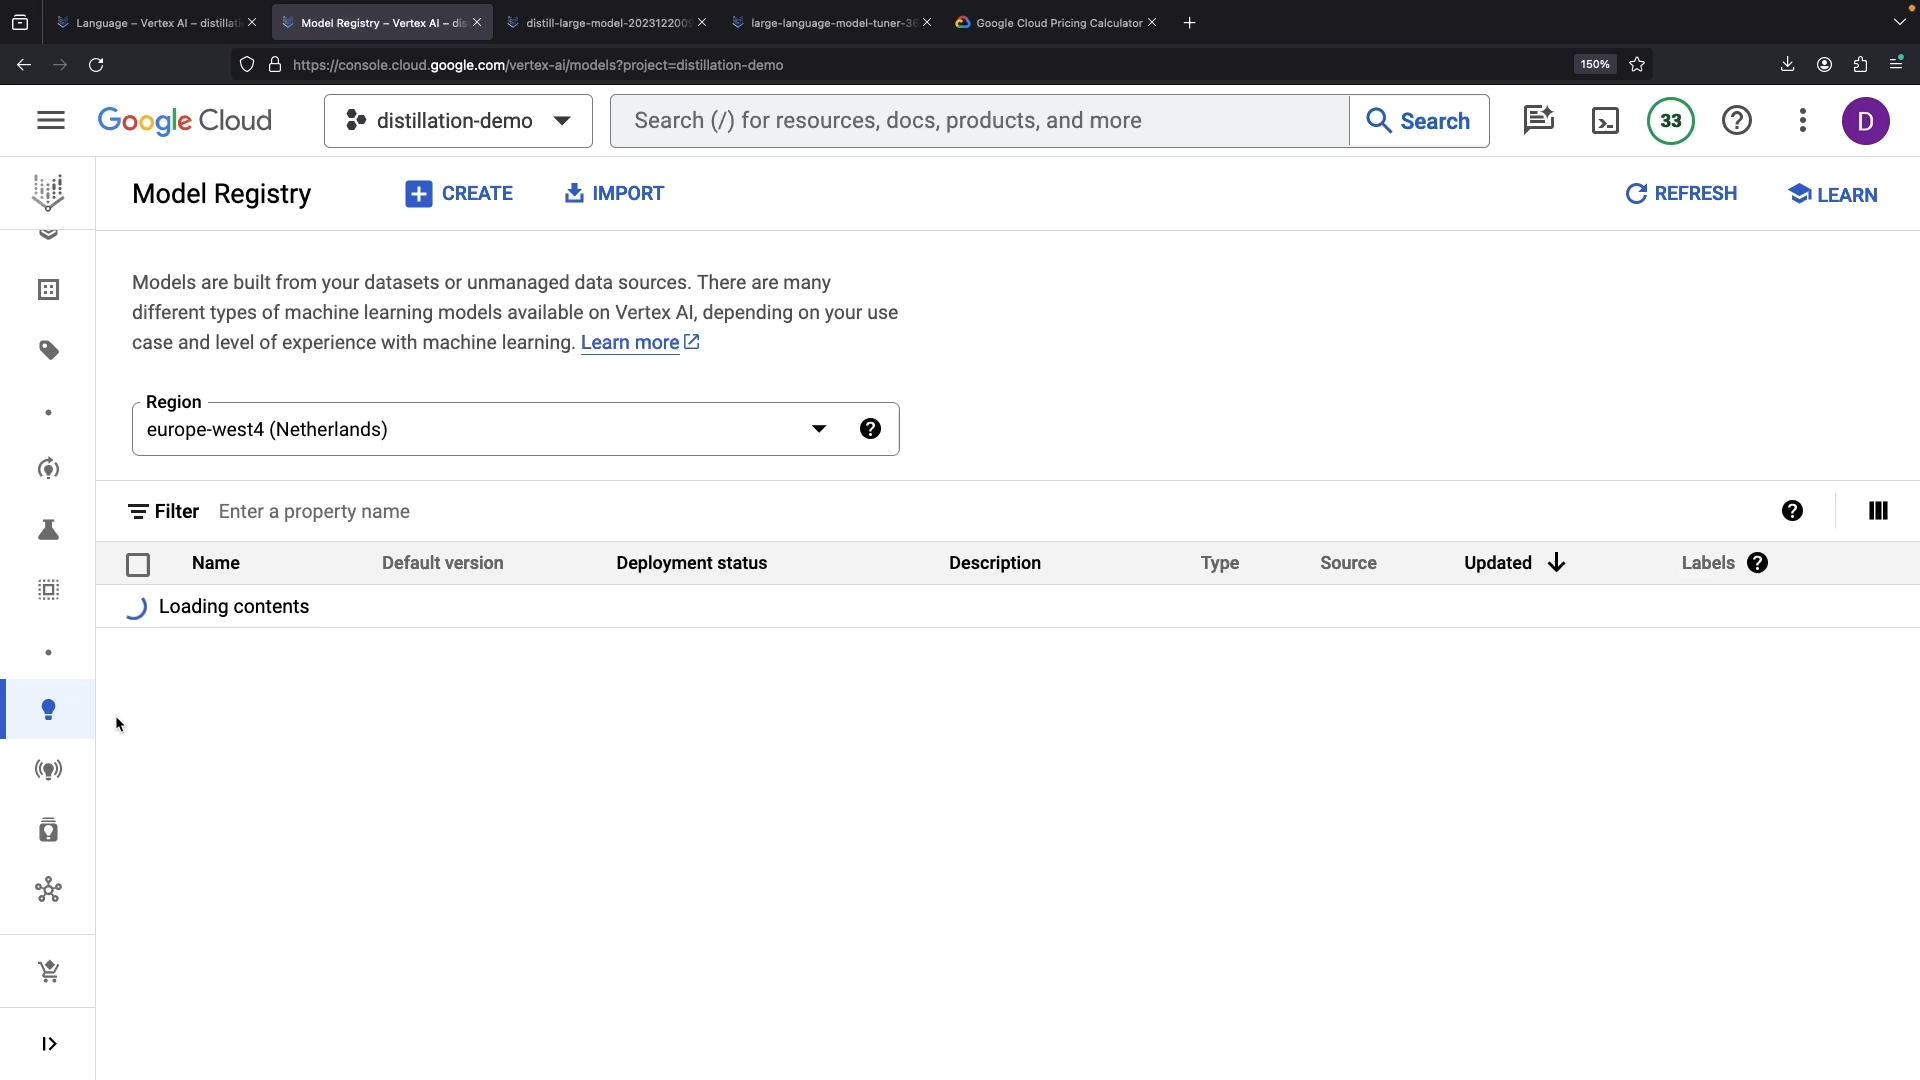 Language – Vertex AI – distillati
Model Registry – Vertex AI – dis
distill-large-model-2023122009
large-language-model-tuner-36
Google Cloud Pricing Calculator
https://console.cloud.google.com/vertex-ai/models?project=distillation-demo
150%
Google Cloud
distillation-demo
Search (/) for resources, docs, products, and more
Search
33
D
Model Registry
CREATE
IMPORT
REFRESH
LEARN
Models are built from your datasets or unmanaged data sources. There are many
different types of machine learning models available on Vertex AI, depending on your use
case and level of experience with machine learning. Learn more
Region
europe-west4 (Netherlands)
Filter Enter a property name
Name Default version Deployment status Description Type Source Updated Labels
Loading contents